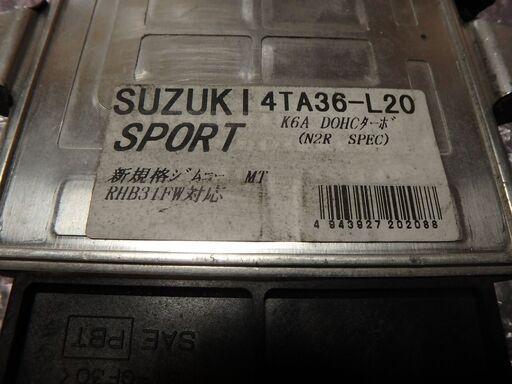 SUZUKI 4TA36-L20
SPORT K6A DOHCターボ
(N2R SPEC)
新規格ジムニー MT
RHB31FW対応
4 943927 202088
SAE PBT